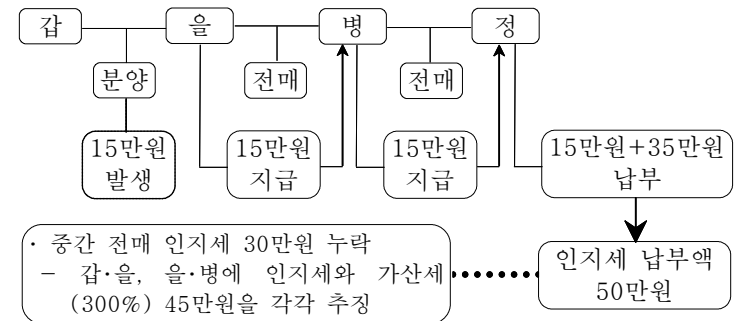 갑 을 병 정
분양 전매 전매
15만원 15만원 15만원 15만원+35만원
발생 지급 지급 납부
· 중간 전매 인지세 30만원 누락
- 갑·을, 을·병에 인지세와 가산세
(300%) 45만원을 각각 추징
인지세 납부액
50만원